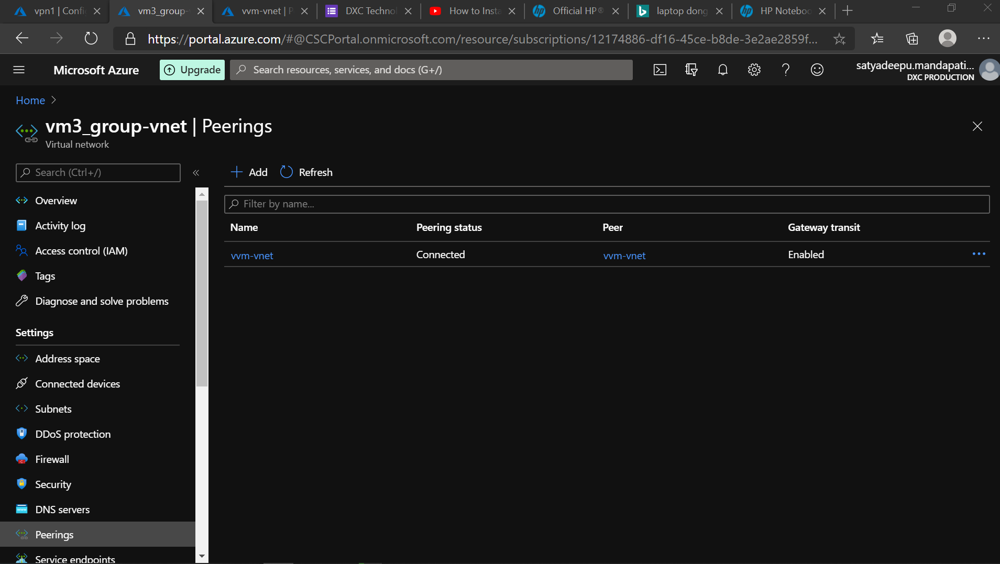 vpn1 | Confi
vm3_group-
vvm-vnet | P
DXC Technol
How to Insta
Official HP®
laptop dong
HP Noteboo
https://portal.azure.com/#@CSCPortal.onmicrosoft.com/resource/subscriptions/12174886-df16-45ce-b8de-3e2ae2859f...
Microsoft Azure
Upgrade
Search resources, services, and docs (G+/)
satyadeepu.mandapati...
DXC PRODUCTION
Home
vm3_group-vnet | Peerings
Virtual network
Search (Ctrl+/)
Add
Refresh
Filter by name...
Name Peering status Peer Gateway transit
vvm-vnet Connected vvm-vnet Enabled
Overview
Activity log
Access control (IAM)
Tags
Diagnose and solve problems
Settings
Address space
Connected devices
Subnets
DDoS protection
Firewall
Security
DNS servers
Peerings
Service endpoints